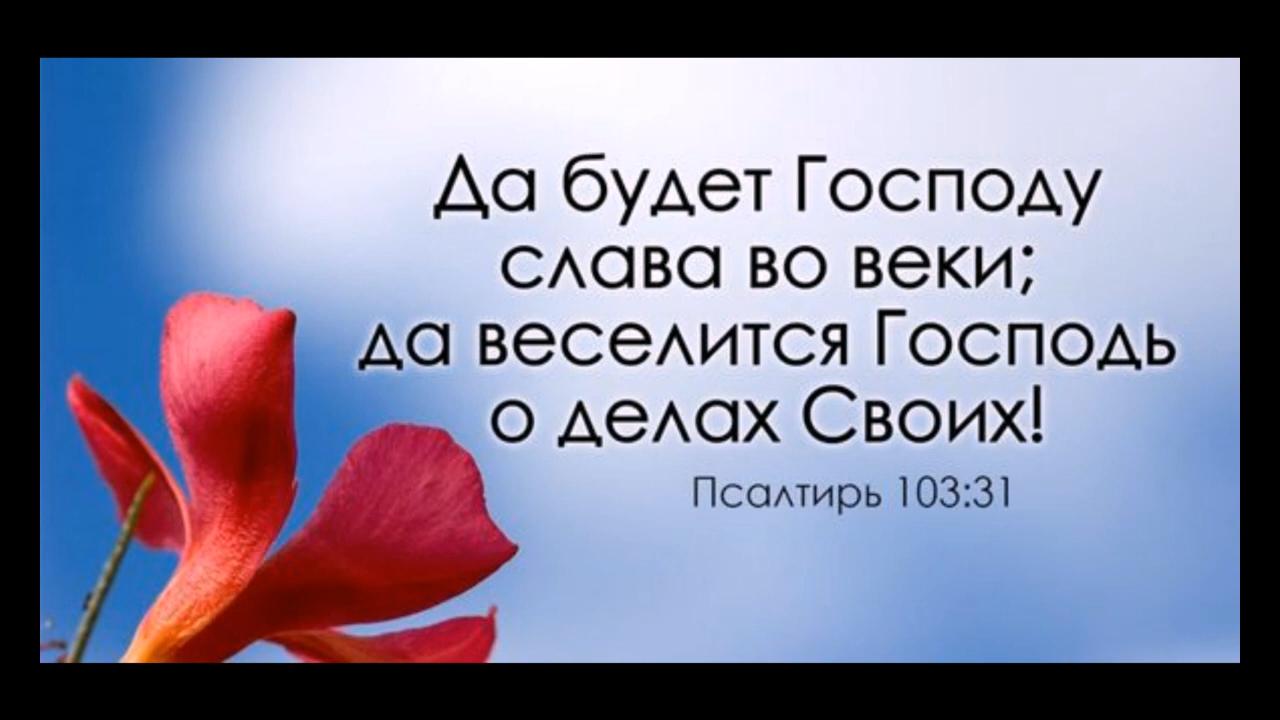 Да будет Господу
слава во веки;
да веселится Господь
о делах Своих!
Псалтирь 103:31